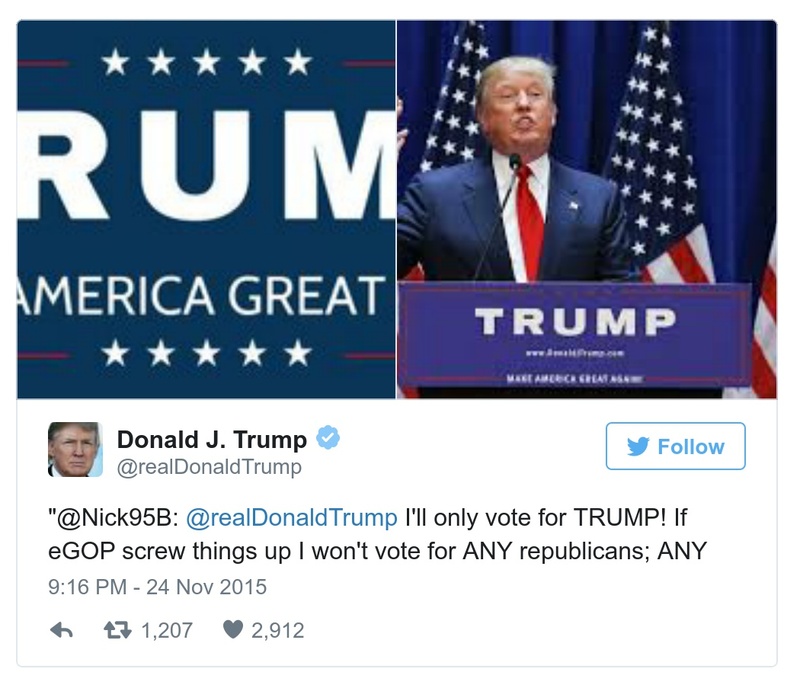 RUM
AMERICA GREAT
TRUMP
www.DonaldTrump.com
MAKE AMERICA GREAT AGAIN!
Donald J. Trump
@realDonaldTrump
Follow
"@Nick95B: @realDonaldTrump I'll only vote for TRUMP! If
eGOP screw things up I won't vote for ANY republicans; ANY
9:16 PM - 24 Nov 2015
1,207 2,912